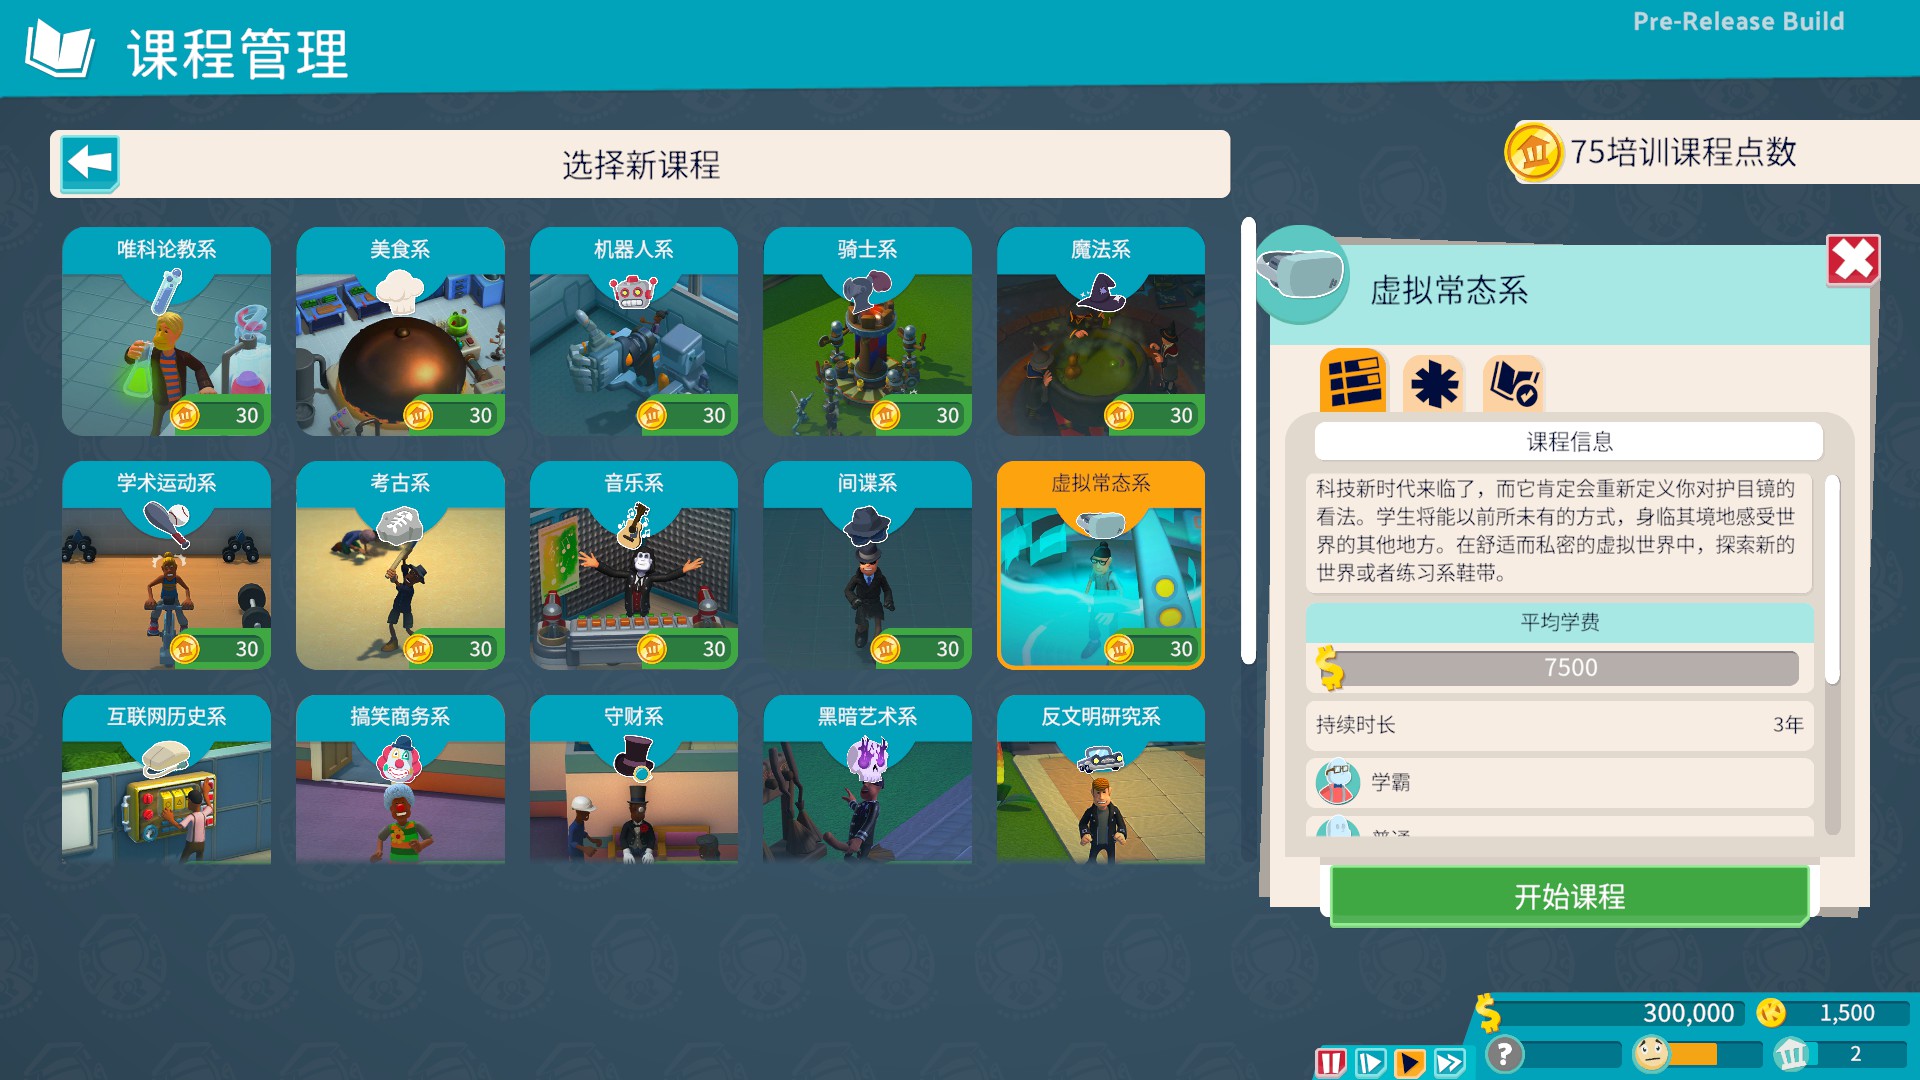 课程管理
Pre-Release Build
选择新课程
75培训课程点数
唯科论教系
30
美食系
30
机器人系
30
骑士系
30
魔法系
30
学术运动系
30
考古系
30
音乐系
30
间谍系
30
虚拟常态系
30
互联网历史系
搞笑商务系
守财系
黑暗艺术系
反文明研究系
虚拟常态系
课程信息
科技新时代来临了，而它肯定会重新定义你对护目镜的
看法。学生将能以前所未有的方式，身临其境地感受世
界的其他地方。在舒适而私密的虚拟世界中，探索新的
世界或者练习系鞋带。
平均学费
7500
持续时长
3年
学霸
普通
开始课程
300,000
1,500
2